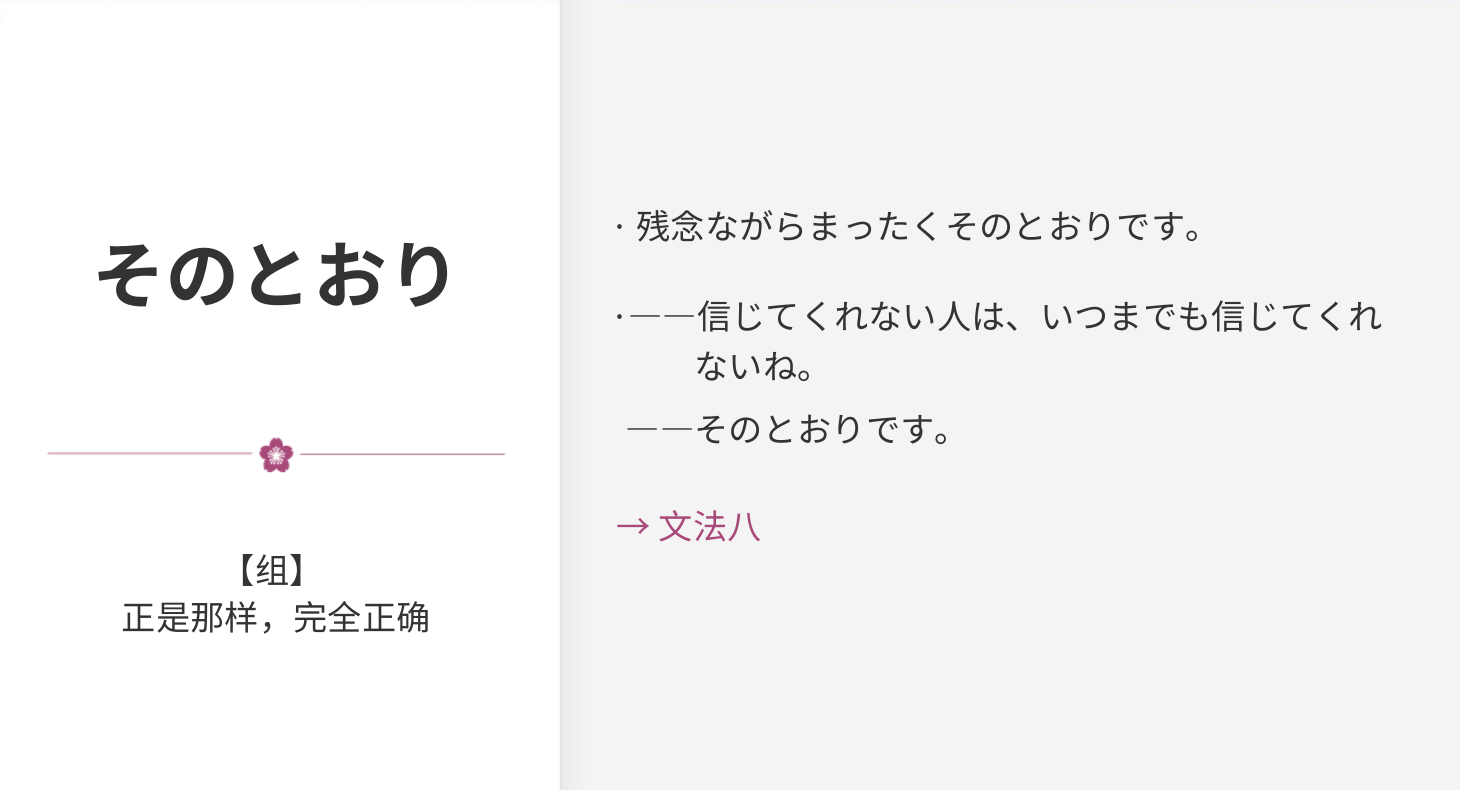 そのとおり
【组】
正是那样，完全正确
· 残念ながらまったくそのとおりです。
·——信じてくれない人は、いつまでも信じてくれ
ないね。
——そのとおりです。
→ 文法八